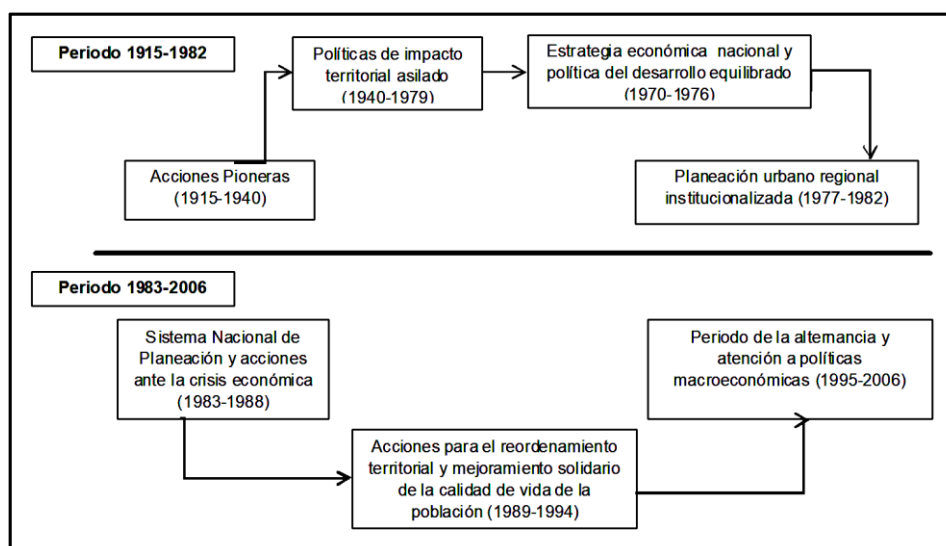 Periodo 1915-1982
Políticas de impacto
territorial asilado
(1940-1979)
Estrategia económica nacional y
política del desarrollo equilibrado
(1970-1976)
Acciones Pioneras
(1915-1940)
Planeación urbano regional
institucionalizada (1977-1982)
Periodo 1983-2006
Sistema Nacional de
Planeación y acciones
ante la crisis económica
(1983-1988)
Periodo de la alternancia y
atención a políticas
macroeconómicas (1995-2006)
Acciones para el reordenamiento
territorial y mejoramiento solidario
de la calidad de vida de la
población (1989-1994)